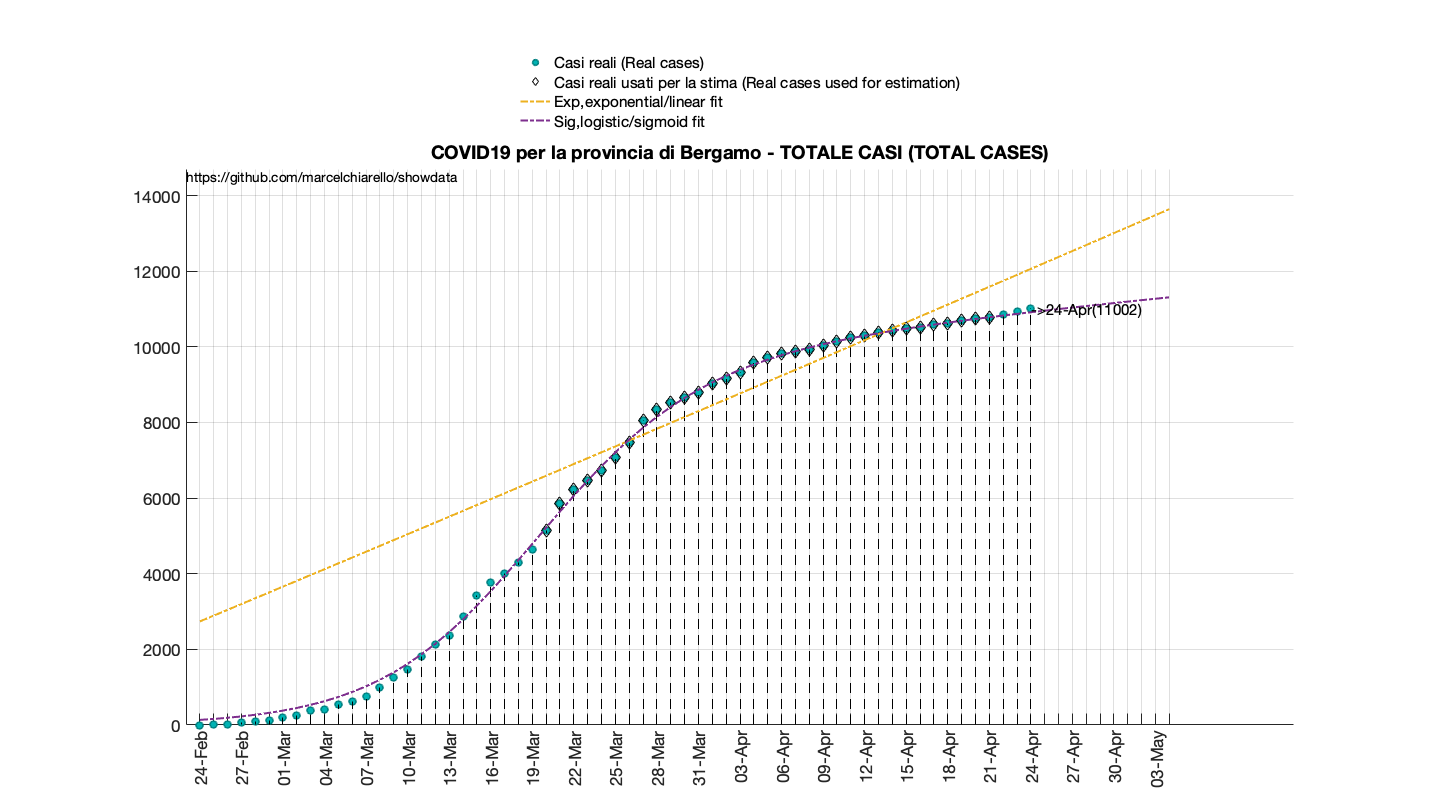 Casi reali (Real cases)
Casi reali usati per la stima (Real cases used for estimation)
Exp,exponential/linear fit
Sig,logistic/sigmoid fit
COVID19 per la provincia di Bergamo - TOTALE CASI (TOTAL CASES)
https://github.com/marcelchiarello/showdata
14000
12000
10000
8000
6000
4000
2000
0
->24-Apr(11002)
24-Feb
27-Feb
01-Mar
04-Mar
07-Mar
10-Mar
13-Mar
16-Mar
19-Mar
22-Mar
25-Mar
28-Mar
31-Mar
03-Apr
06-Apr
09-Apr
12-Apr
15-Apr
18-Apr
21-Apr
24-Apr
27-Apr
30-Apr
03-May